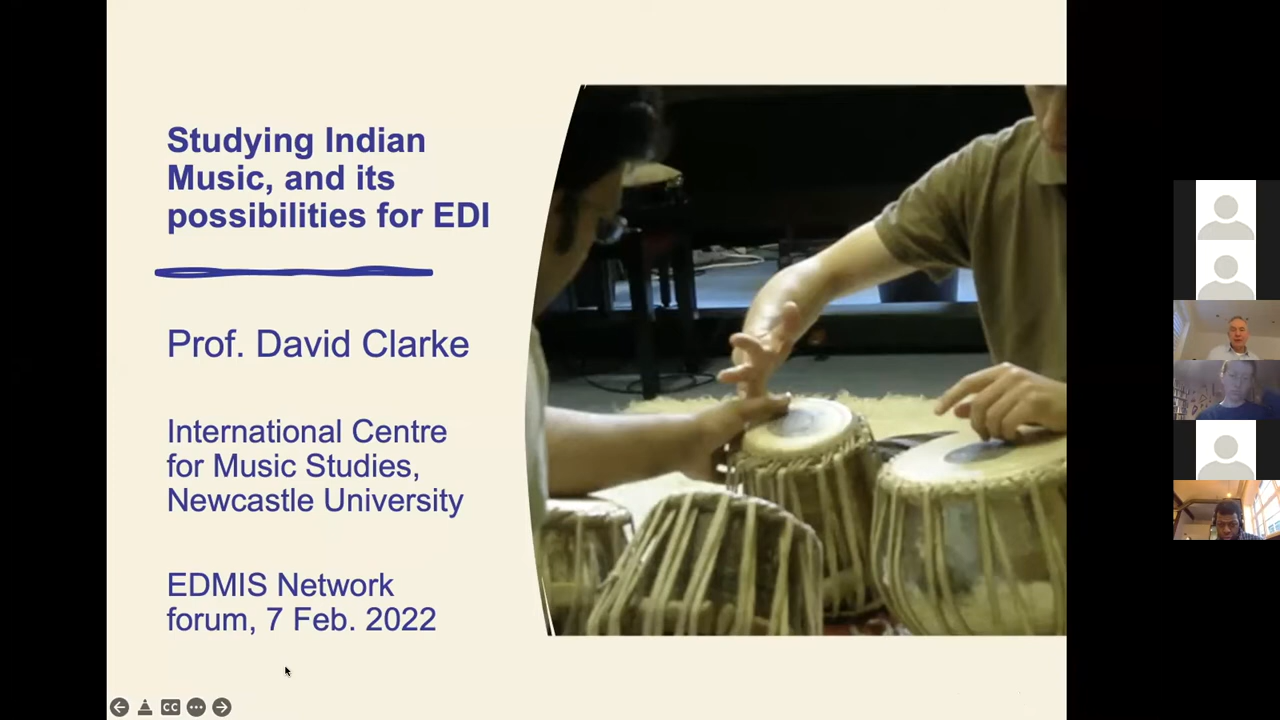 Studying Indian
Music, and its
possibilities for EDI
Prof. David Clarke
International Centre
for Music Studies,
Newcastle University
EDMIS Network
forum, 7 Feb. 2022
CC